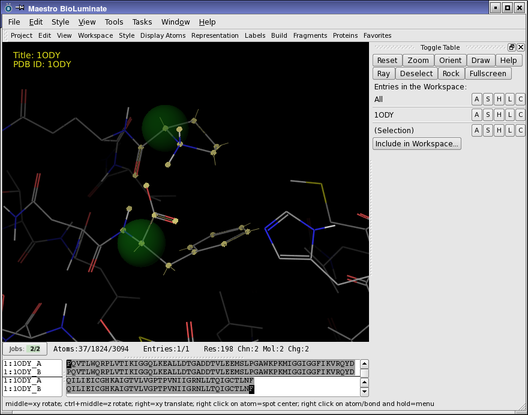 Maestro BioLuminate
File Edit Style View Tools Tasks Window Help
Project Edit View Workspace Style Display Atoms Representation Labels Build Fragments Proteins Favorites
Title: 1ODY
PDB ID: 1ODY
Toggle Table
Reset Zoom Orient Draw Help
Ray Deselect Rock Fullscreen
Entries in the Workspace:
All A S H L C
1ODY A S H L C
(Selection) A S H L C
Include in Workspace...
Jobs: 2/2 Atoms:37/1824/3094 Entries:1/1 Res:198 Chn:2 Mol:2 Chg:2
1:1ODY_A PQVTLWQRPLVTIKIGGQLKEALLDTGADDTVLEEMSLPGAWKPKMIGGIGGFIKVRQYD
1:1ODY_B PQVTLWQRPLVTIKIGGQLKEALLDTGADDTVLEEMSLPGAWKPKMIGGIGGFIKVRQYD
1:1ODY_A QILIEICGHKAIGTVLVGPTPVNIIGRNLLTQIGCTLNF
1:1ODY_B QILIEICGHKAIGTVLVGPTPVNIIGRNLLTQIGCTLNF
middle=xy rotate; ctrl+middle=z rotate; right=xy translate; right click on atom=spot center; right click on atom/bond and hold=menu